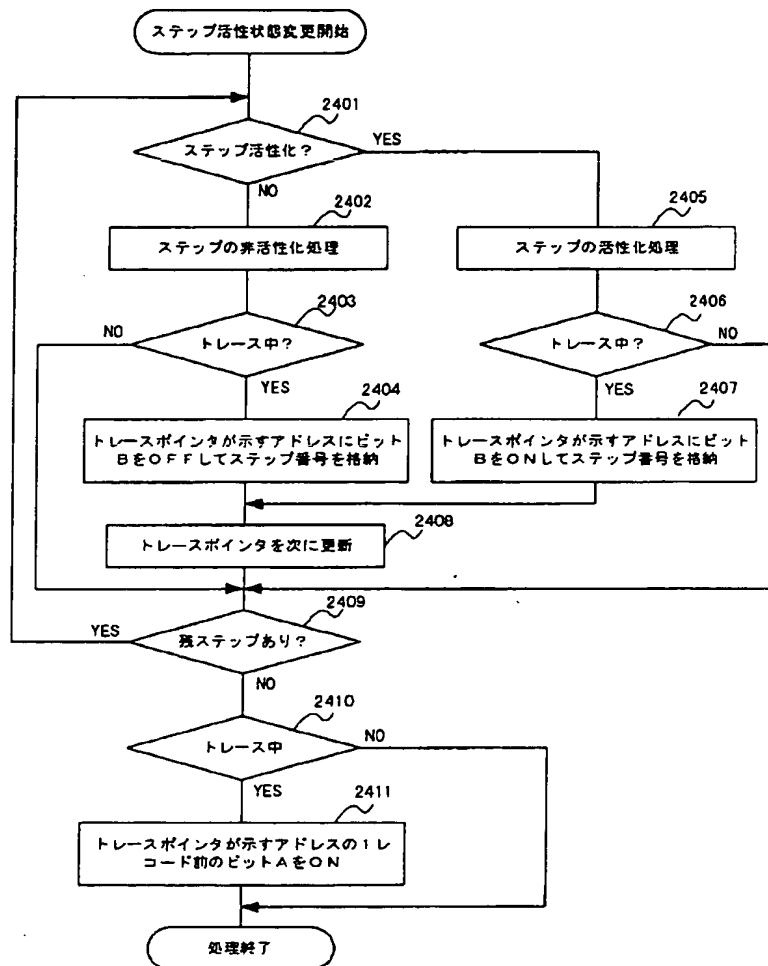 ステップ活性状態変更開始
2401
ステップ活性化？
YES
NO
2402
ステップの非活性化処理
2405
ステップの活性化処理
2403
トレース中？
NO
YES
2406
トレース中？
NO
YES
2404
トレースポインタが示すアドレスにビット
BをOFFしてステップ番号を格納
2407
トレースポインタが示すアドレスにビット
BをONしてステップ番号を格納
2408
トレースポインタを次に更新
2409
残ステップあり？
YES
NO
2410
トレース中
NO
YES
2411
トレースポインタが示すアドレスの1レ
コード前のビットAをON
処理終了